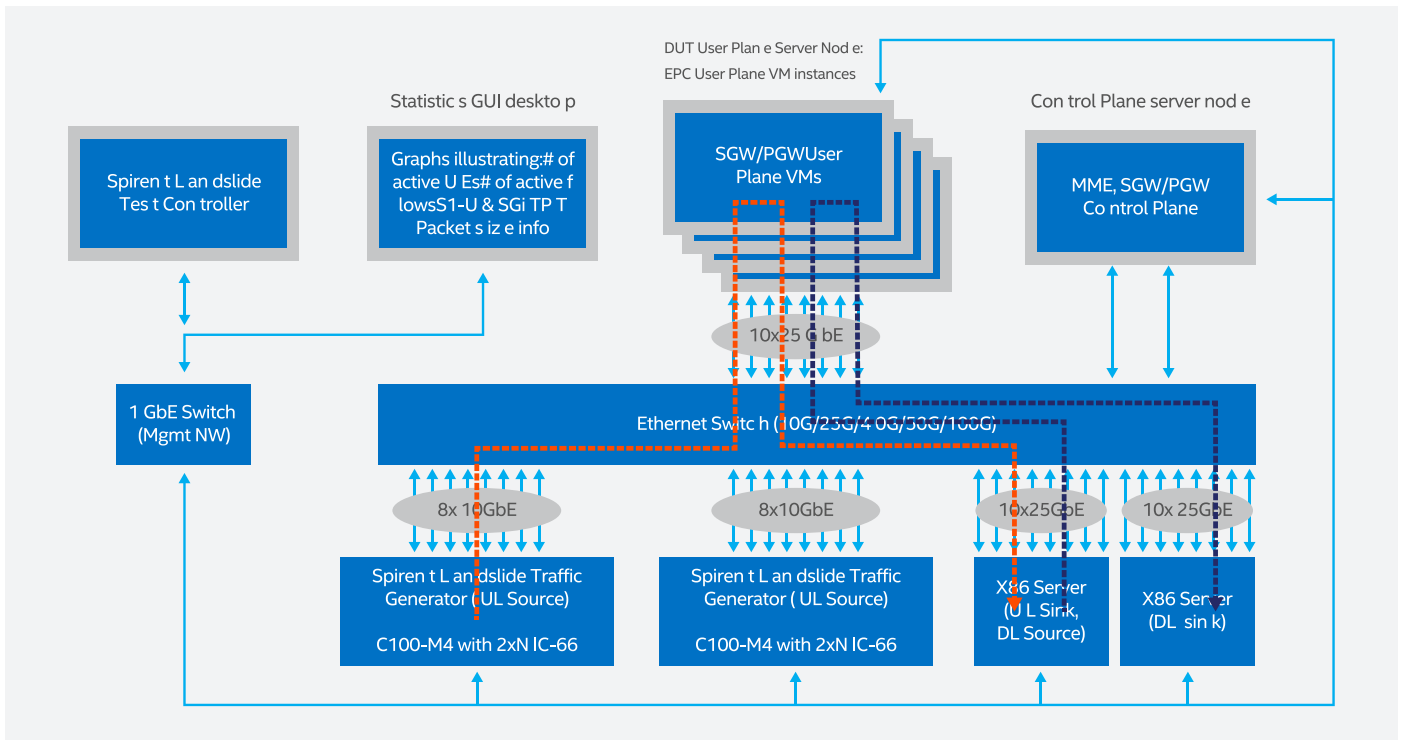 DUT User Plan e Server Nod e:
EPC User Plane VM instances
Statistic s GUI deskto p
Con trol Plane server nod e
Spiren t L an dslide
Tes t Con troller
Graphs illustrating:# of
active U Es# of active f
lowsS1-U & SGi TP T
Packet s iz e info
SGW/PGWUser
Plane VMs
MME, SGW/PGW
Co ntrol Plane
10x25 G bE
1 GbE Switch
(Mgmt NW)
Ethernet Switc h (10G/25G/4 0G/50G/100G)
8x 10GbE
8x10GbE
10x25GbE
10x 25GbE
Spiren t L an dslide Traffic
Generator ( UL Source)
C100-M4 with 2xN IC-66
Spiren t L an dslide Traffic
Generator ( UL Source)
C100-M4 with 2xN IC-66
X86 Server
(U L Sink,
DL Source)
X86 Server
(DL sin k)